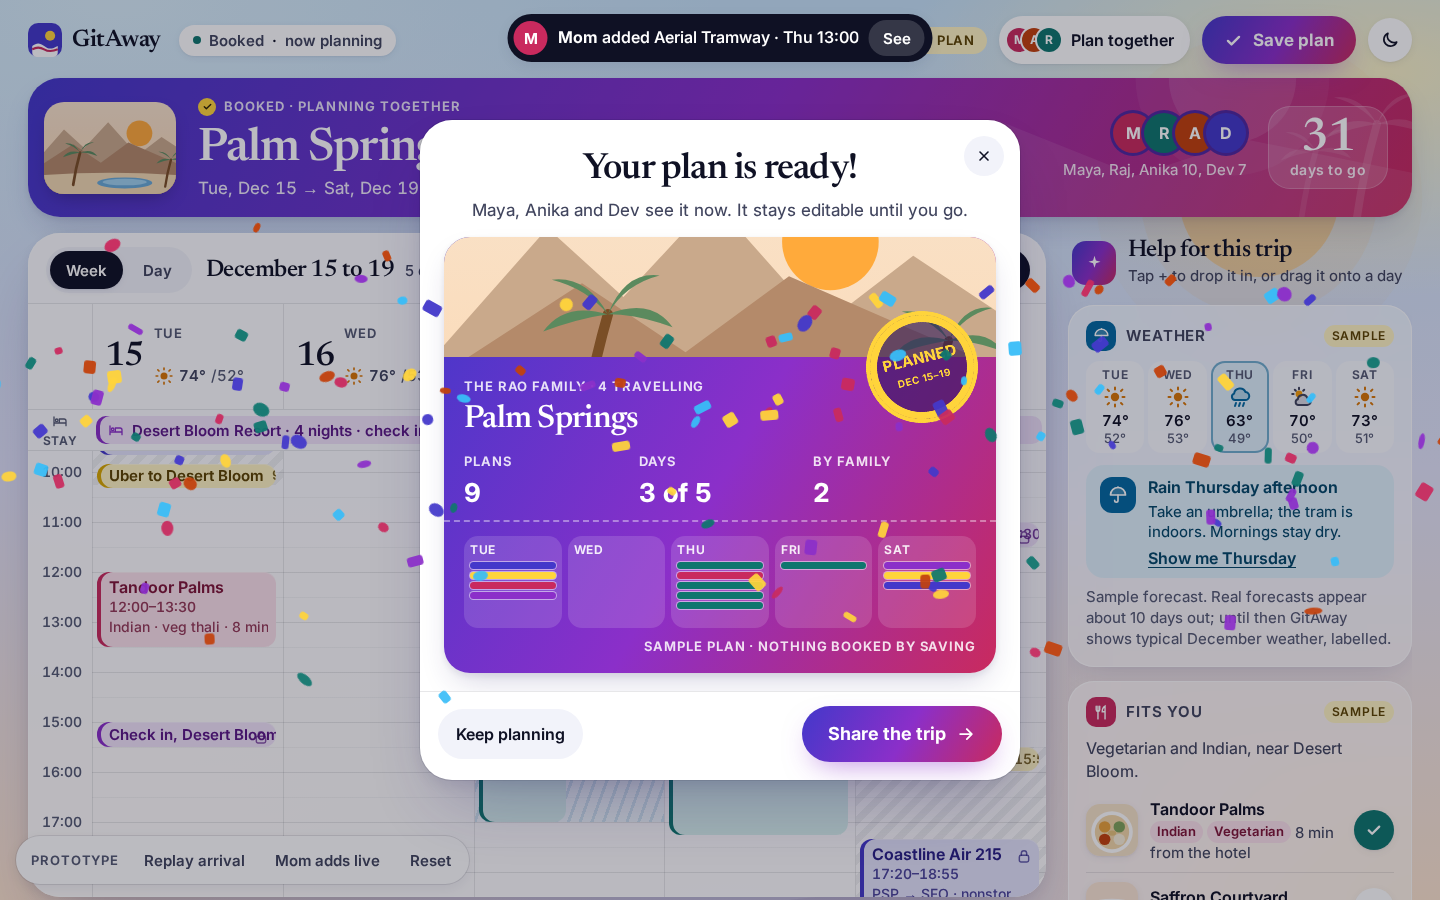 GitAway
Booked · now planning
M
Mom added Aerial Tramway · Thu 13:00
See
PLAN
R
Plan together
Save plan
BOOKED · PLANNING TOGETHER
Palm Spring
Tue, Dec 15 → Sat, Dec 19
M R A D
Maya, Raj, Anika 10, Dev 7
31
days to go
Your plan is ready!
Maya, Anika and Dev see it now. It stays editable until you go.
THE RAO FAMILY · 4 TRAVELLING
Palm Springs
PLANNED
DEC 15–19
PLANS DAYS BY FAMILY
9 3 of 5 2
TUE WED THU FRI SAT
SAMPLE PLAN · NOTHING BOOKED BY SAVING
Keep planning
Share the trip →
Week Day
December 15 to 19
TUE
15
74° /52°
WED
16
76°
STAY
Desert Bloom Resort · 4 nights · check i
10:00
Uber to Desert Bloom
11:00
12:00
Tandoor Palms
12:00–13:30
Indian · veg thali · 8 min
13:00
14:00
15:00
Check in, Desert Bloom
16:00
17:00
Coastline Air 215
17:20–18:55
PSP → SFO · nonstop
PROTOTYPE Replay arrival Mom adds live Reset
Help for this trip
Tap + to drop it in, or drag it onto a day
WEATHER
SAMPLE
TUE WED THU FRI SAT
74° 76° 63° 70° 73°
52° 53° 49° 50° 51°
Rain Thursday afternoon
Take an umbrella; the tram is
indoors. Mornings stay dry.
Show me Thursday
Sample forecast. Real forecasts appear
about 10 days out; until then GitAway
shows typical December weather, labelled.
FITS YOU
SAMPLE
Vegetarian and Indian, near Desert
Bloom.
Tandoor Palms
Indian Vegetarian 8 min
from the hotel
Saffron Courtyard